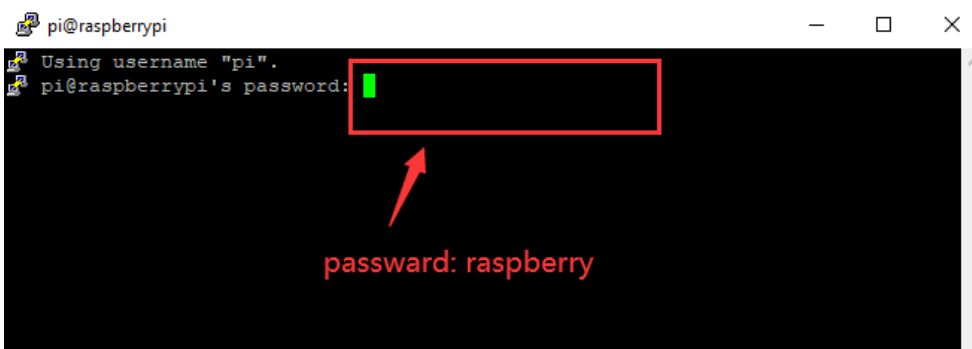 pi@raspberrypi
Using username "pi".
pi@raspberrypi's password:
passward: raspberry